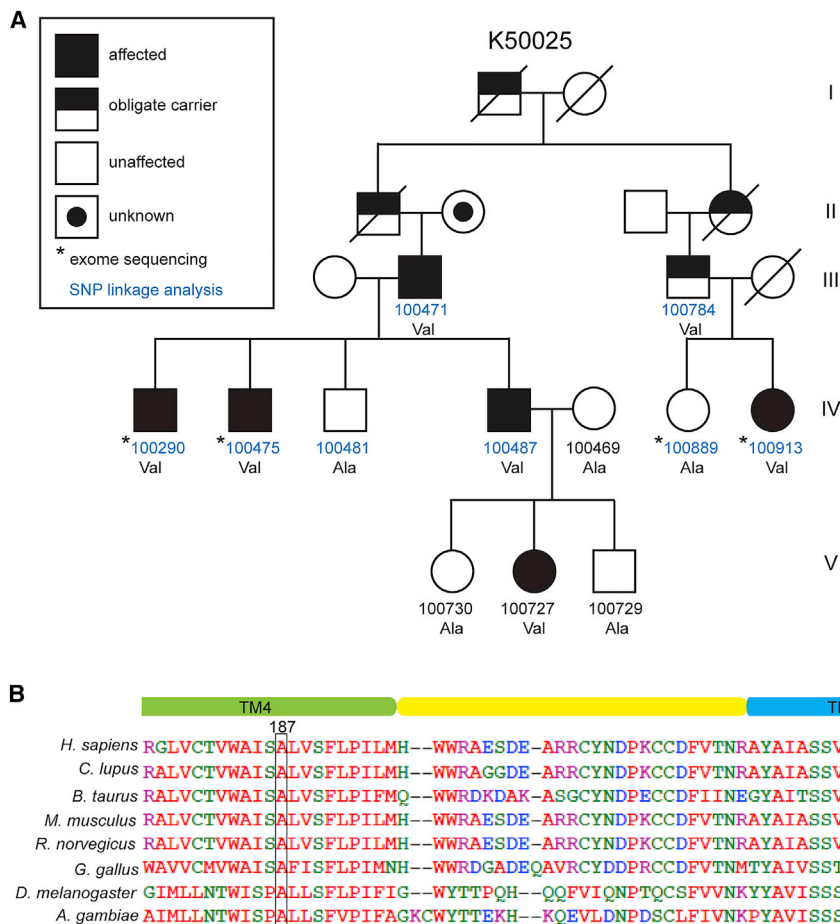 A
K50025
affected
obligate carrier
unaffected
unknown
* exome sequencing
SNP linkage analysis
I
II
III
100471
Val
100784
Val
IV
*100290
Val
*100475
Val
100481
Ala
100487
Val
100469
Ala
*100889
Ala
*100913
Val
V
100730
Ala
100727
Val
100729
Ala
B
TM4
187
H. sapiens RGLVCTVWAISALVSFLPILMH--WWRAESDE-ARRCYNDPKCCDFVTNRAYAIASSV
C. lupus RALVCTVWAISALVSFLPILMH--WWRAGGDE-ARRCYNDPKCCDFVTNRAYAIASSV
B. taurus RALVCTVWAISALVSFLPIFMQ--WWRDKDAK-ASGCYNDPECCDFIINEGYAITSSV
M. musculus RALVCTVWAISALVSFLPILMH--WWRAESDE-ARRCYNDPKCCDFVTNRAYAIASSV
R. norvegicus RALVCTVWAISALVSFLPILMH--WWRAESDE-ARRCYNDPKCCDFVTNRAYAIASSV
G. gallus WAVVCMVWAISAFISFLPIMNH--WWRDGADEQAVRCYDDPRCCDFVTNMTYAIVSSV
D. melanogaster GIMLLNTWISPALLSFLPIFIG--WYTTPQH--QQFVIQNPTQCSFVVNKYYAVISSS
A. gambiae AIMLLNTWISPALLSFVPIFAGKCWYTTEKH--KQEVLDNPDSCLFIVNKPYAVISSS